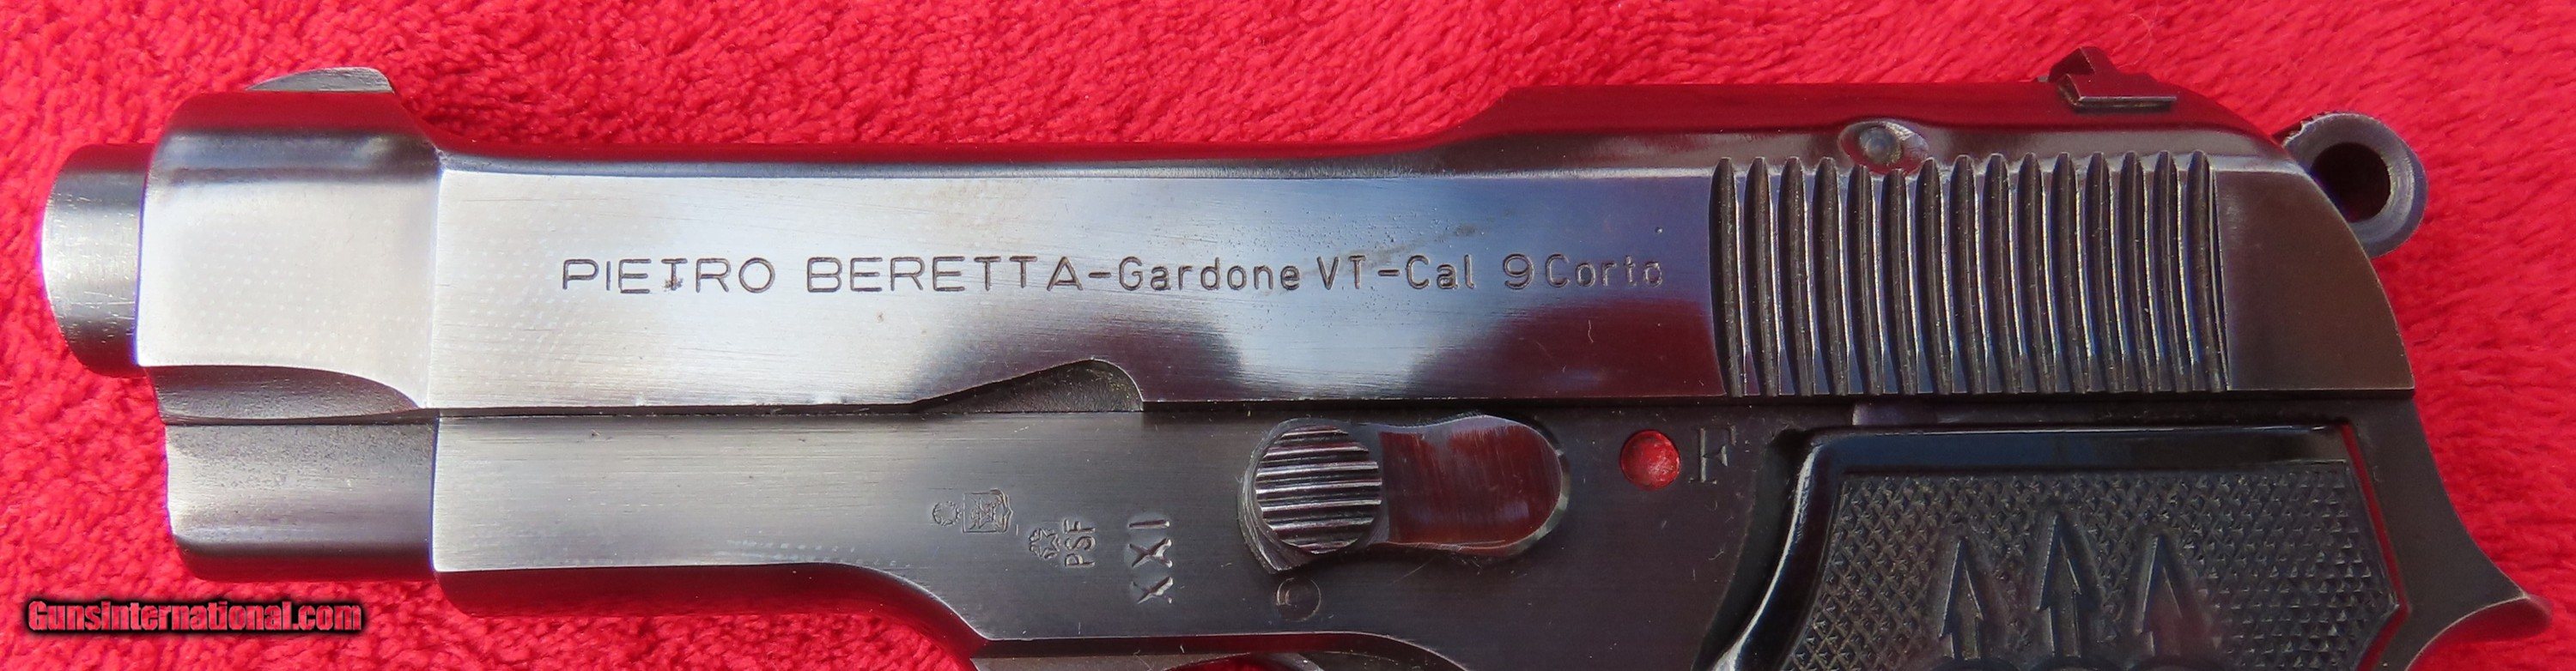 PIETRO BERETTA-Gardone VT-Cal 9 Corto
F
PSF
XXI
GunsInternational.com